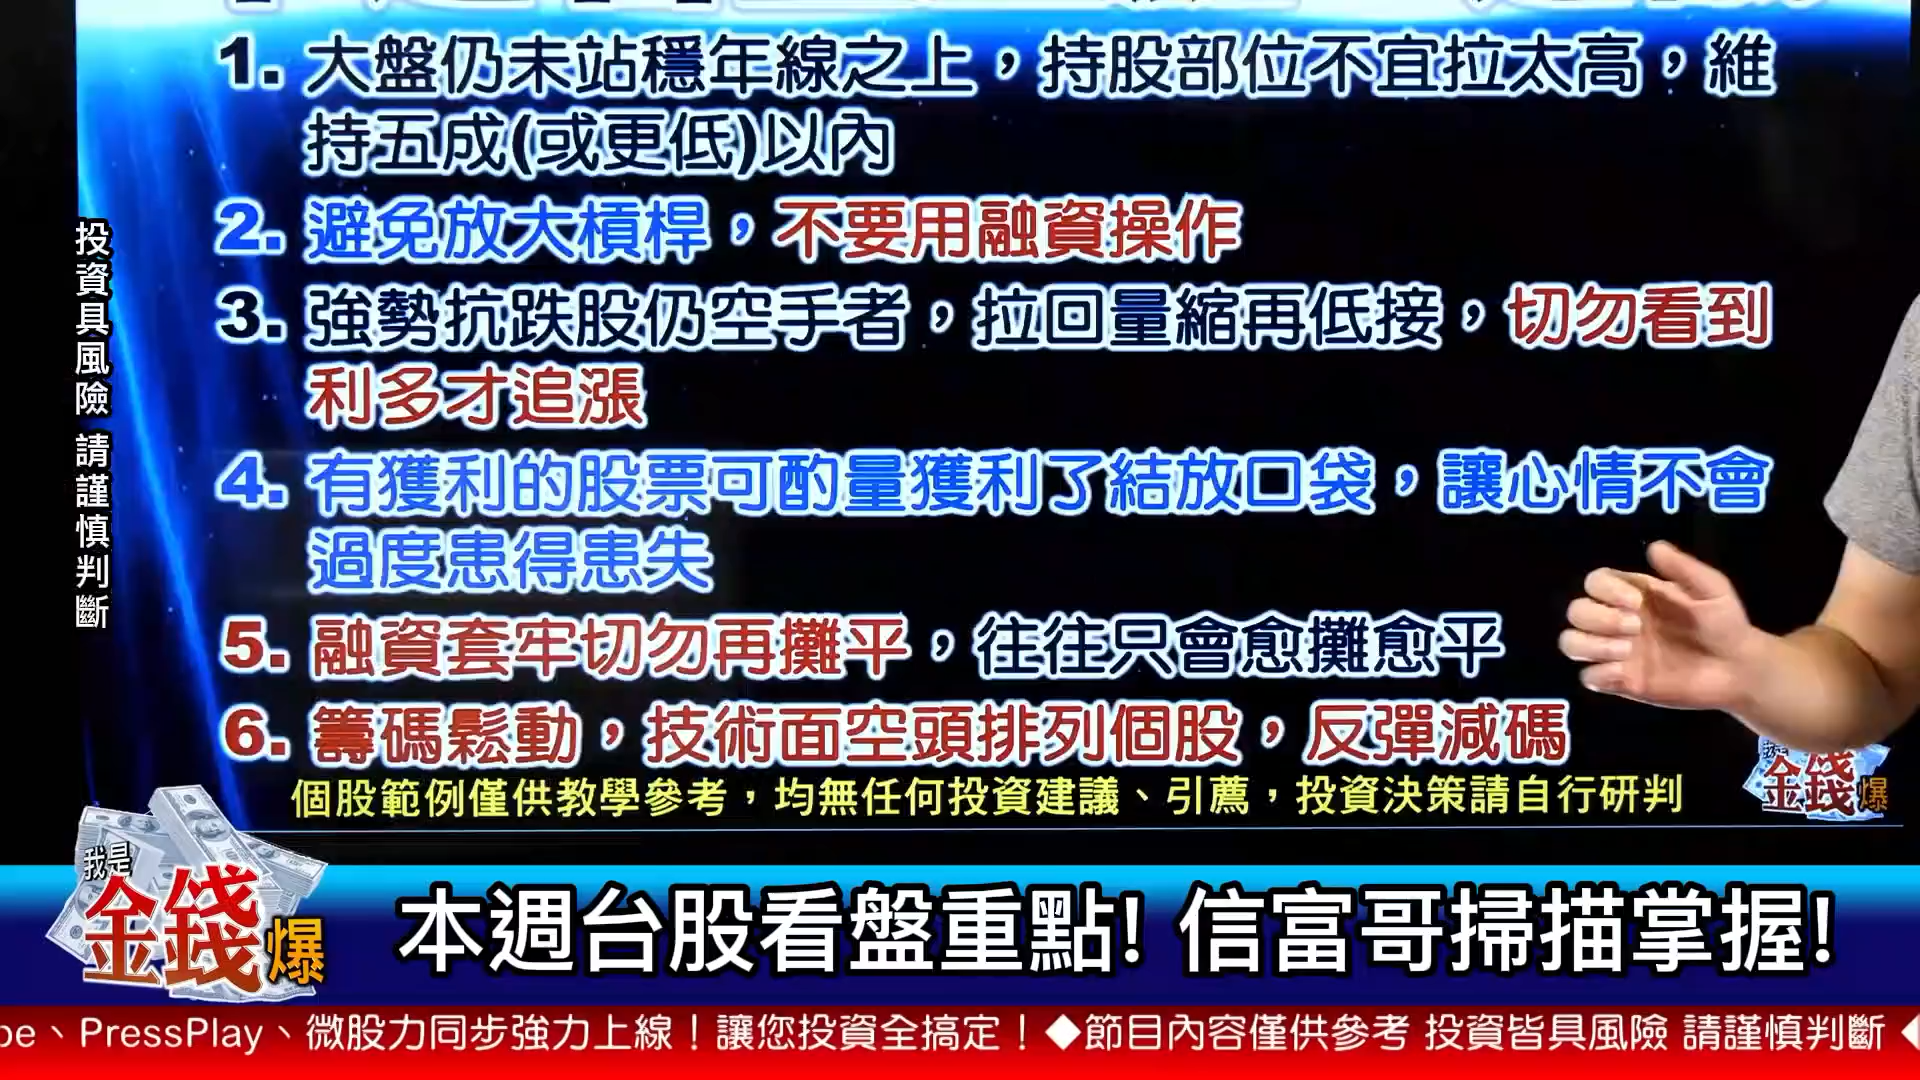 1. 大盤仍未站穩年線之上，持股部位不宜拉太高，維
持五成(或更低)以內
2. 避免放大槓桿，不要用融資操作
3. 強勢抗跌股仍空手者，拉回量縮再低接，切勿看到
利多才追漲
4. 有獲利的股票可酌量獲利了結放口袋，讓心情不會
過度患得患失
5. 融資套牢切勿再攤平，往往只會愈攤愈平
6. 籌碼鬆動，技術面空頭排列個股，反彈減碼
個股範例僅供教學參考，均無任何投資建議、引薦，投資決策請自行研判
投資具風險 請謹慎判斷
金錢爆
我是
金錢爆
本週台股看盤重點! 信富哥掃描掌握!
be、PressPlay、微股力同步強力上線！讓您投資全搞定！◆節目內容僅供參考 投資皆具風險 請謹慎判斷